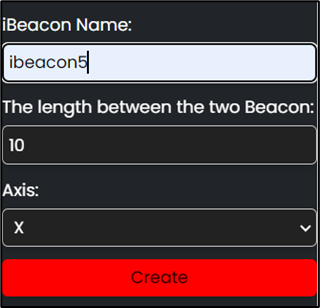 iBeacon Name:
ibeacon5
The length between the two Beacon:
10
Axis:
X
Create